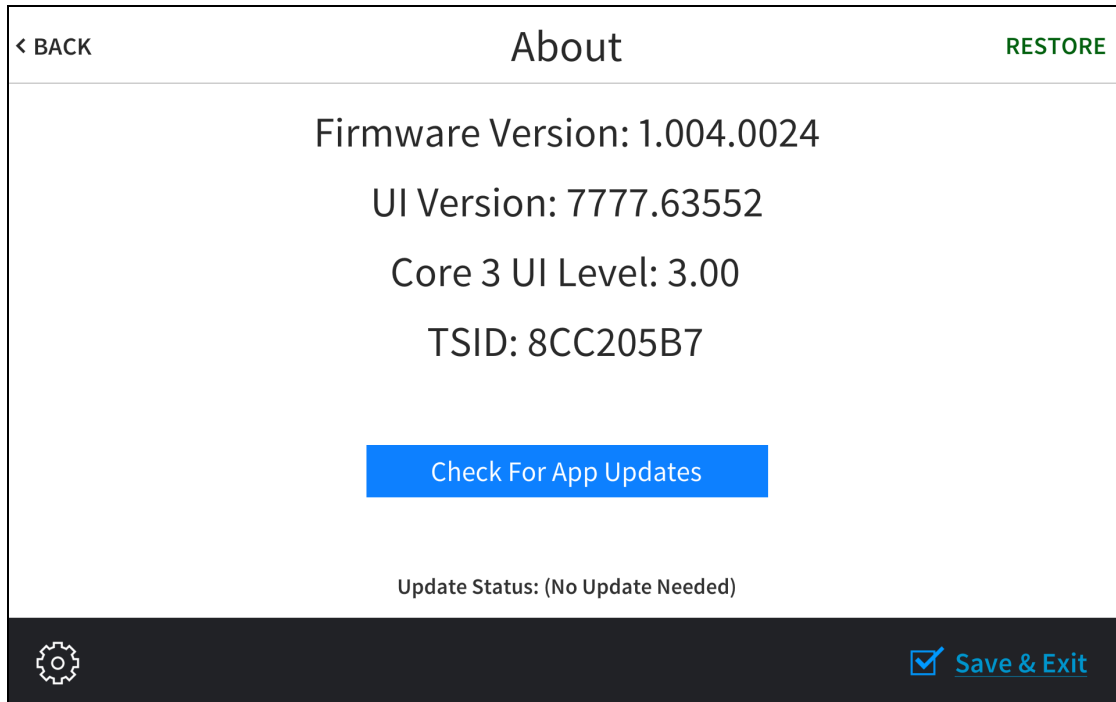 < BACK
About
RESTORE
Firmware Version: 1.004.0024
UI Version: 7777.63552
Core 3 UI Level: 3.00
TSID: 8CC205B7
Check For App Updates
Update Status: (No Update Needed)
Save & Exit